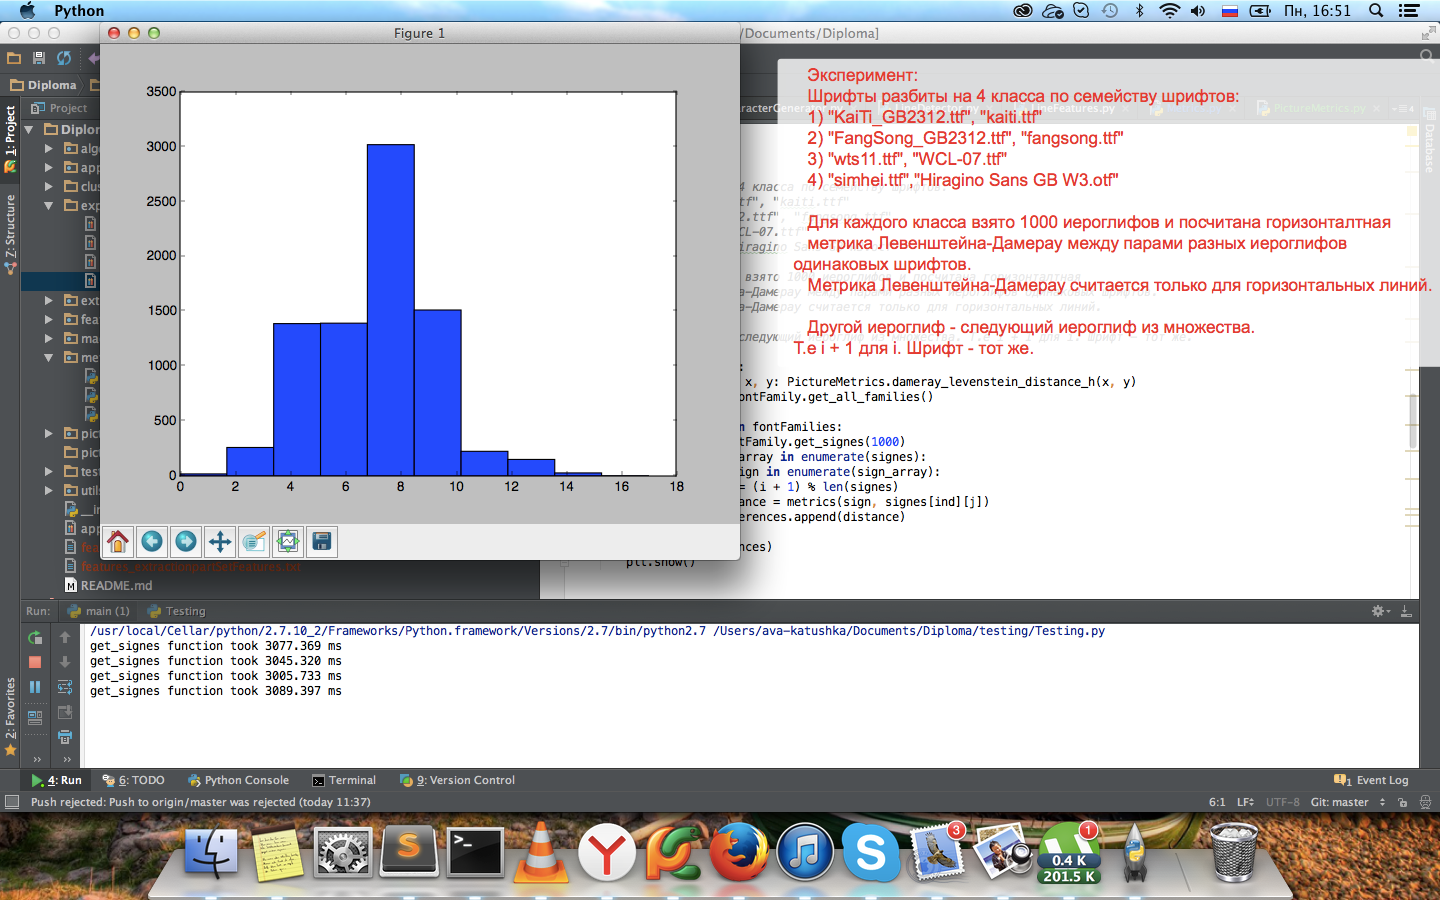 Python
Пн, 16:51
Figure 1
/Documents/Diploma]
Diploma
Project
1: Project
Z: Structure
2: Favorites
Database
3500
3000
2500
2000
1500
1000
500
0
0 2 4 6 8 10 12 14 16 18
Эксперимент:
Шрифты разбиты на 4 класса по семейству шрифтов:
1) "KaiTi_GB2312.ttf", "kaiti.ttf"
2) "FangSong_GB2312.ttf", "fangsong.ttf"
3) "wts11.ttf", "WCL-07.ttf"
4) "simhei.ttf","Hiragino Sans GB W3.otf"
Для каждого класса взято 1000 иероглифов и посчитана горизонталтная
метрика Левенштейна-Дамерау между парами разных иероглифов
одинаковых шрифтов.
Метрика Левенштейна-Дамерау считается только для горизонтальных линий.
Другой иероглиф - следующий иероглиф из множества.
Т.е i + 1 для i. Шрифт - тот же.
x, y: PictureMetrics.dameray_levenstein_distance_h(x, y)
ontFamily.get_all_families()
n fontFamilies:
tFamily.get_signes(1000)
array in enumerate(signes):
ign in enumerate(sign_array):
= (i + 1) % len(signes)
ance = metrics(sign, signes[ind][j])
erences.append(distance)
nces)
plt.show()
Diplom
alg
app
clus
exp
ext
feat
ma
met
pict
pict
test
utils
__in
app
fea
features_extractionpartSetFeatures.txt
README.md
Run: main (1) Testing
/usr/local/Cellar/python/2.7.10_2/Frameworks/Python.framework/Versions/2.7/bin/python2.7 /Users/ava-katushka/Documents/Diploma/testing/Testing.py
get_signes function took 3077.369 ms
get_signes function took 3045.320 ms
get_signes function took 3005.733 ms
get_signes function took 3089.397 ms
4: Run 6: TODO Python Console Terminal 9: Version Control 1 Event Log
Push rejected: Push to origin/master was rejected (today 11:37)
6:1 LF UTF-8 Git: master
3
1
0.4 K
201.5 K